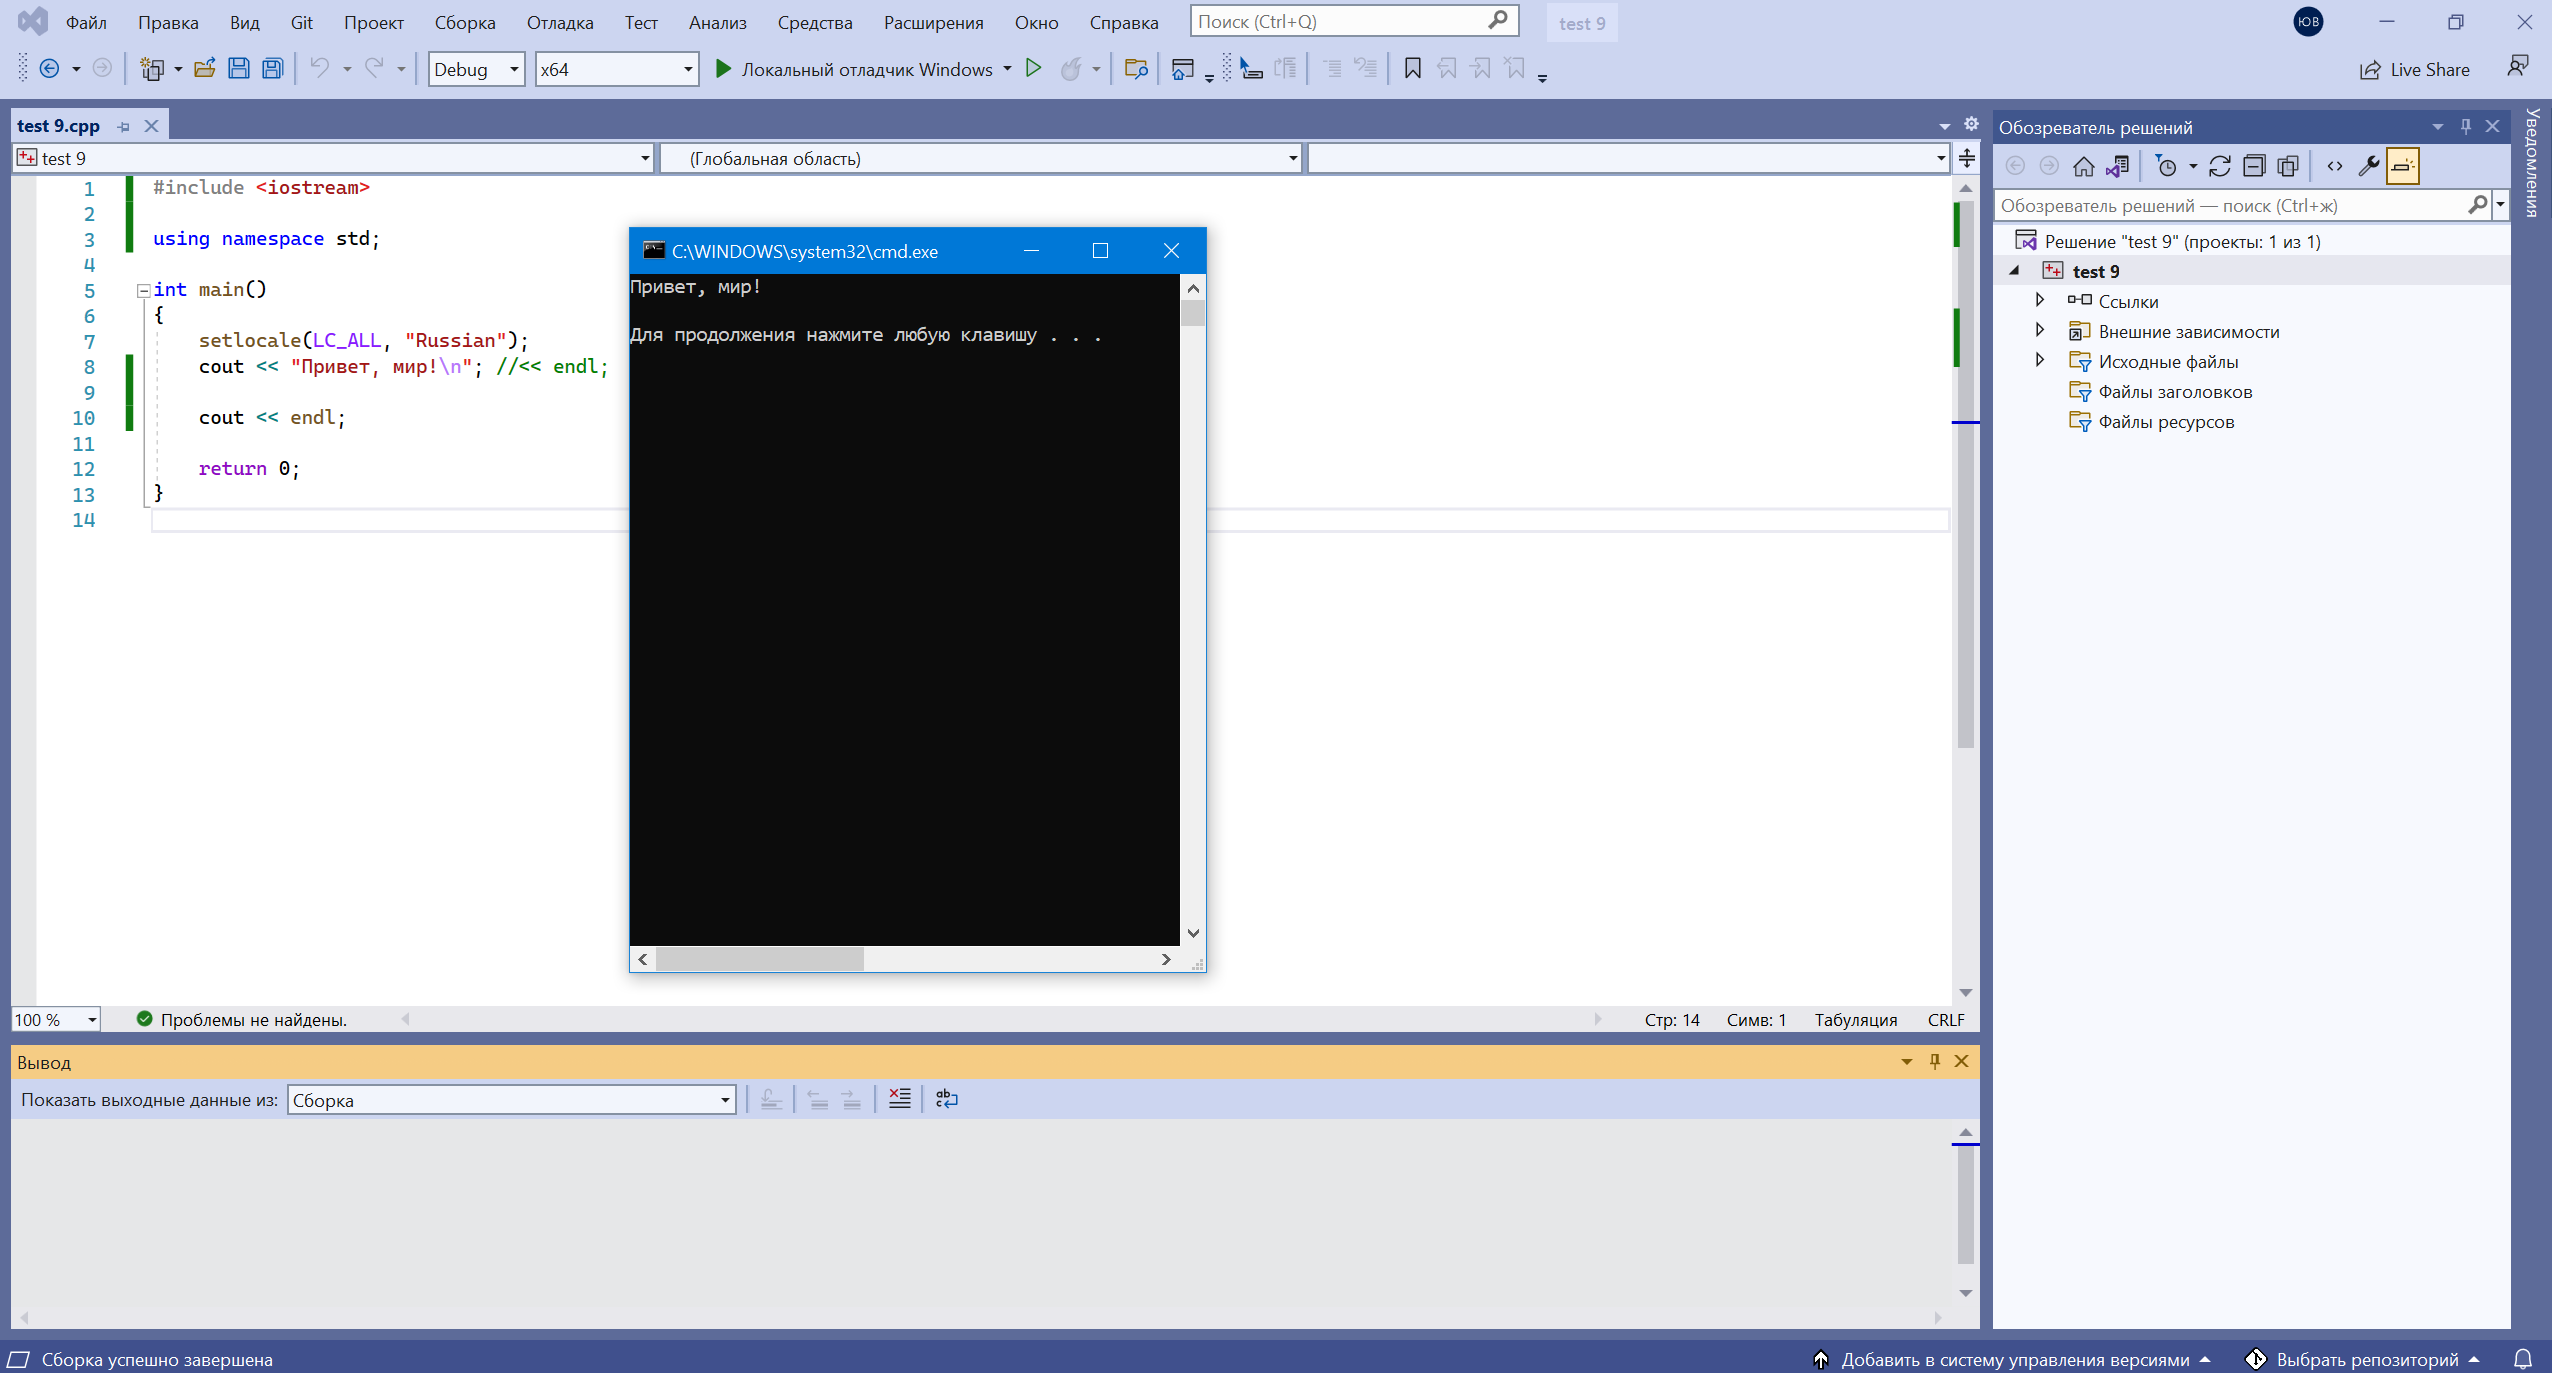 Файл Правка Вид Git Проект Сборка Отладка Тест Анализ Средства Расширения Окно Справка Поиск (Ctrl+Q) test 9 ЮВ
Debug x64 Локальный отладчик Windows Live Share
test 9.cpp
test 9 (Глобальная область)
1 #include <iostream>
2
3 using namespace std;
4
5 int main()
6 {
7 setlocale(LC_ALL, "Russian");
8 cout << "Привет, мир!\n"; //<< endl;
9
10 cout << endl;
11
12 return 0;
13 }
14
C:\WINDOWS\system32\cmd.exe
Привет, мир!
Для продолжения нажмите любую клавишу . . .
100 % Проблемы не найдены. Стр: 14 Симв: 1 Табуляция CRLF
Вывод
Показать выходные данные из: Сборка
Обозреватель решений
Обозреватель решений — поиск (Ctrl+ж)
Решение "test 9" (проекты: 1 из 1)
test 9
Ссылки
Внешние зависимости
Исходные файлы
Файлы заголовков
Файлы ресурсов
Уведомления
Сборка успешно завершена Добавить в систему управления версиями Выбрать репозиторий